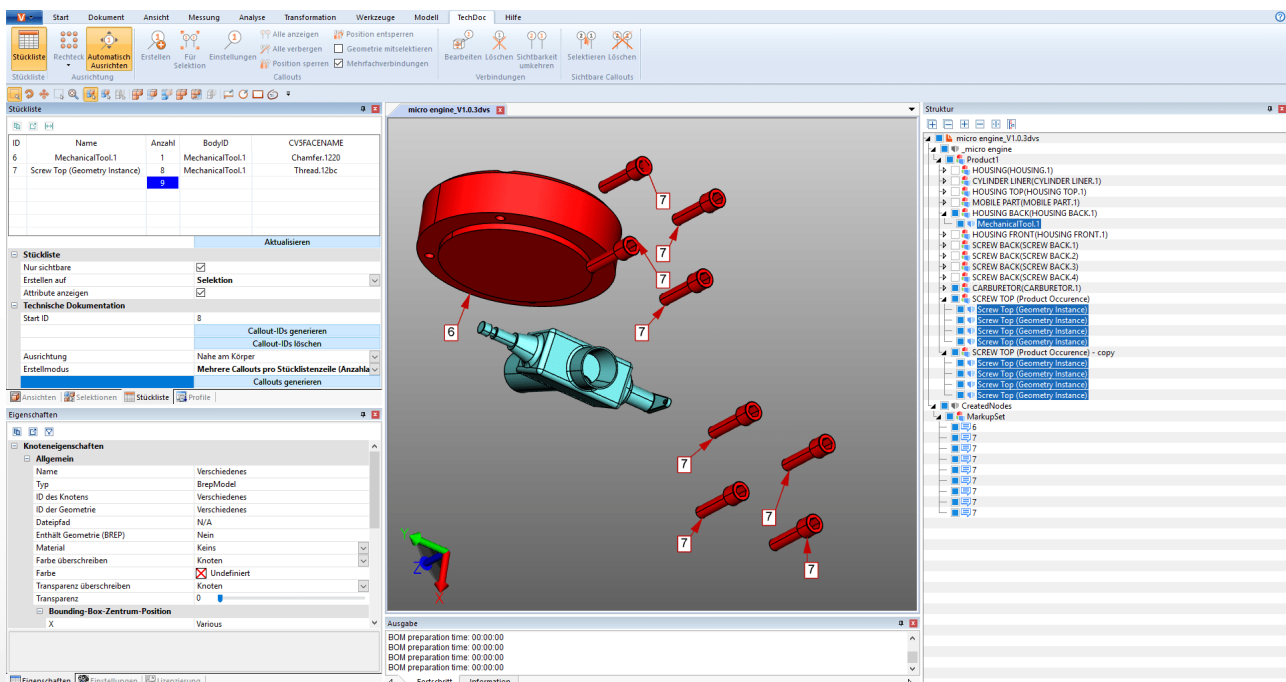 V
Start Dokument Ansicht Messung Analyse Transformation Werkzeuge Modell TechDoc Hilfe
Stückliste
Rechteck
Automatisch Ausrichten
Erstellen
Für Selektion
Einstellungen
Alle anzeigen
Alle verbergen
Position sperren
Position entsperren
Geometrie mitselektieren
Mehrfachverbindungen
Bearbeiten
Löschen
Sichtbarkeit umkehren
Selektieren
Löschen
Stückliste Ausrichtung Callouts Verbindungen Sichtbare Callouts
Stückliste
ID Name Anzahl BodyID CVSFACENAME
6 MechanicalTool.1 1 MechanicalTool.1 Chamfer.1220
7 Screw Top (Geometry Instance) 8 MechanicalTool.1 Thread.12bc
9
Aktualisieren
Stückliste
Nur sichtbare
Erstellen auf Selektion
Attribute anzeigen
Technische Dokumentation
Start ID 8
Callout-IDs generieren
Callout-IDs löschen
Ausrichtung Nahe am Körper
Erstellmodus Mehrere Callouts pro Stücklistenzeile (Anzahla
Callouts generieren
Ansichten Selektionen Stückliste Profile
Eigenschaften
Knoteneigenschaften
Allgemein
Name Verschiedenes
Typ BrepModel
ID des Knotens Verschiedenes
ID der Geometrie Verschiedenes
Dateipfad N/A
Enthält Geometrie (BREP) Nein
Material Keins
Farbe überschreiben Knoten
Farbe Undefiniert
Transparenz überschreiben Knoten
Transparenz 0
Bounding-Box-Zentrum-Position
X Various
Eigenschaften Einstellungen Lizenzierung
micro engine_V1.0.3dvs
7
7
7
7
6
7
7
7
7
Y
Z
X
Ausgabe
BOM preparation time: 00:00:00
BOM preparation time: 00:00:00
BOM preparation time: 00:00:00
BOM preparation time: 00:00:00
Fortschritt Information
Struktur
micro engine_V1.0.3dvs
_micro engine
Product1
HOUSING(HOUSING.1)
CYLINDER LINER(CYLINDER LINER.1)
HOUSING TOP(HOUSING TOP.1)
MOBILE PART(MOBILE PART.1)
HOUSING BACK(HOUSING BACK.1)
MechanicalTool.1
HOUSING FRONT(HOUSING FRONT.1)
SCREW BACK(SCREW BACK.1)
SCREW BACK(SCREW BACK.2)
SCREW BACK(SCREW BACK.3)
SCREW BACK(SCREW BACK.4)
CARBURETOR(CARBURETOR.1)
SCREW TOP (Product Occurence)
Screw Top (Geometry Instance)
Screw Top (Geometry Instance)
Screw Top (Geometry Instance)
Screw Top (Geometry Instance)
SCREW TOP (Product Occurence) - copy
Screw Top (Geometry Instance)
Screw Top (Geometry Instance)
Screw Top (Geometry Instance)
Screw Top (Geometry Instance)
CreatedNodes
MarkupSet
6
7
7
7
7
7
7
7
7